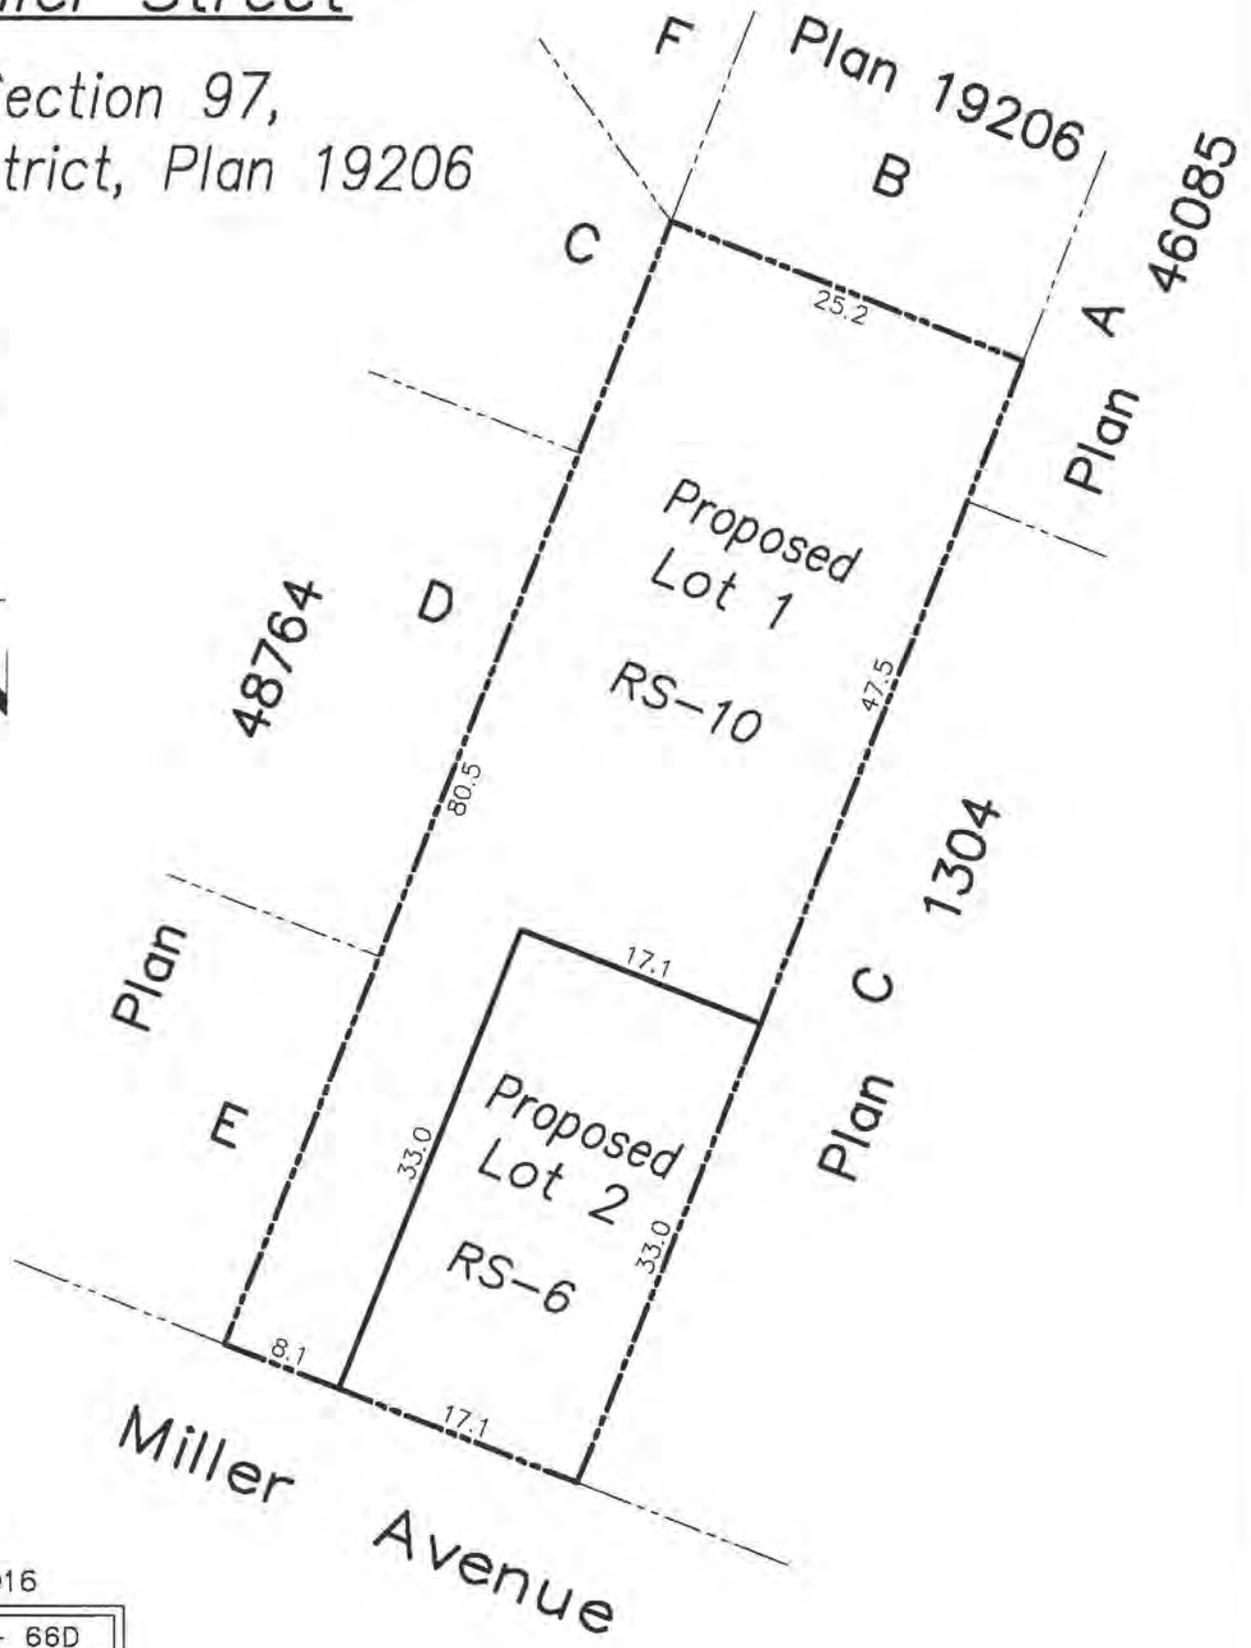 Street
ection 97,
trict, Plan 19206
F
Plan 19206
B
C
A
Plan 46085
25.2
Proposed
Lot 1
RS-10
D
Plan 48764
80.5
47.5
C
Plan 1304
17.1
Proposed
Lot 2
RS-6
E
33.0
33.0
8.1
17.1
Miller Avenue
16
66D